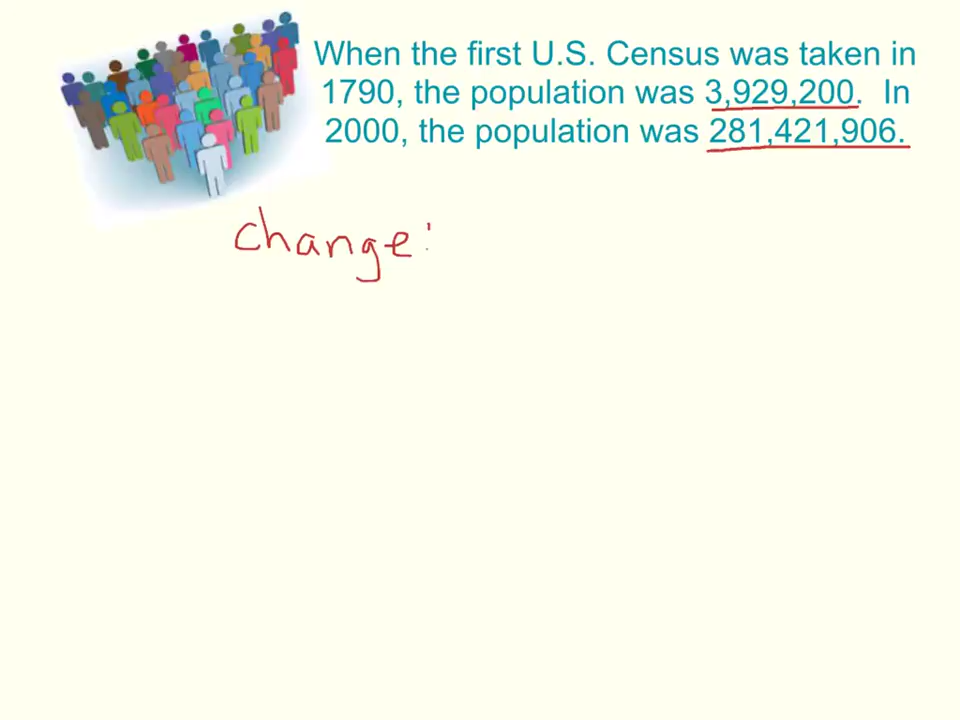 When the first U.S. Census was taken in
1790, the population was 3,929,200. In
2000, the population was 281,421,906.
change: